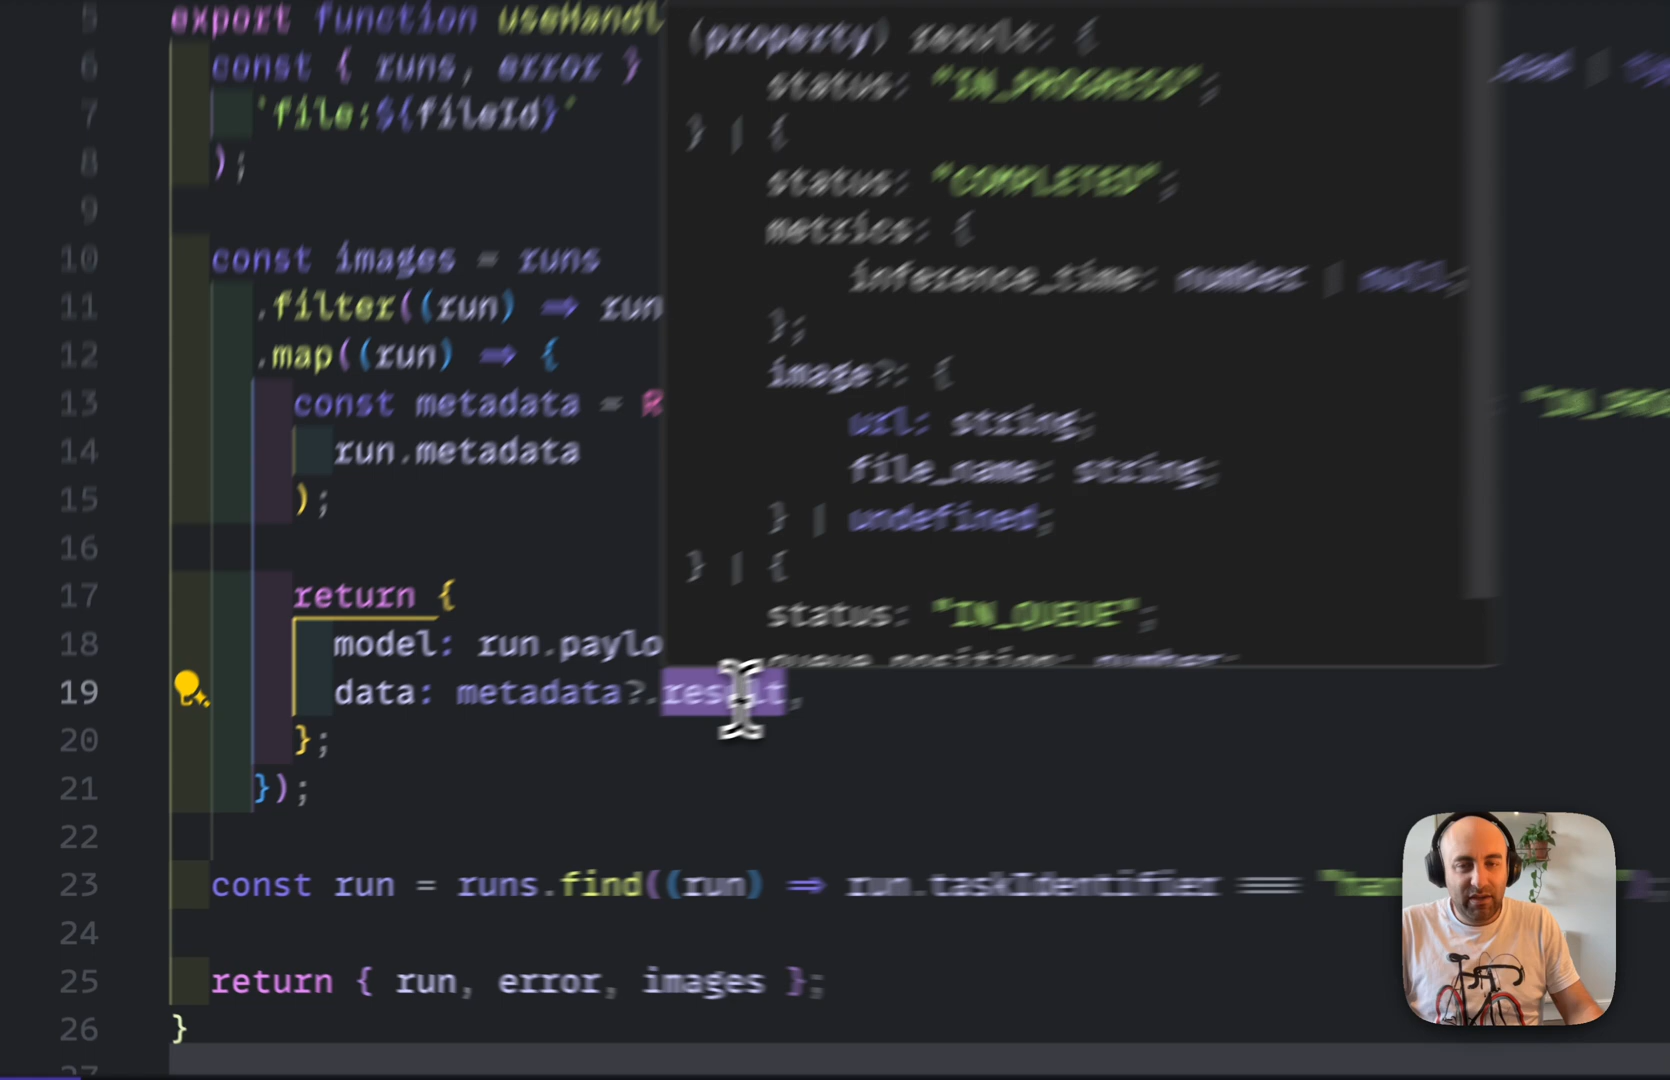 5 export function useHandl
6 const { runs, error }
7 `file:${fileId}`
8 );
9
10 const images = runs
11 .filter((run) => run
12 .map((run) => {
13 const metadata = R
14 run.metadata
15 );
16
17 return {
18 model: run.paylo
19 data: metadata?.result,
20 };
21 });
22
23 const run = runs.find((run) => run.taskIdentifier ===
24
25 return { run, error, images };
26 }
27
(property) result: {
status: "IN_PROGRESS";
} | {
status: "COMPLETED";
metrics: {
inference_time: number | null;
};
image?: {
url: string;
file_name: string;
} | undefined;
} | {
status: "IN_QUEUE";
queue_position: number;